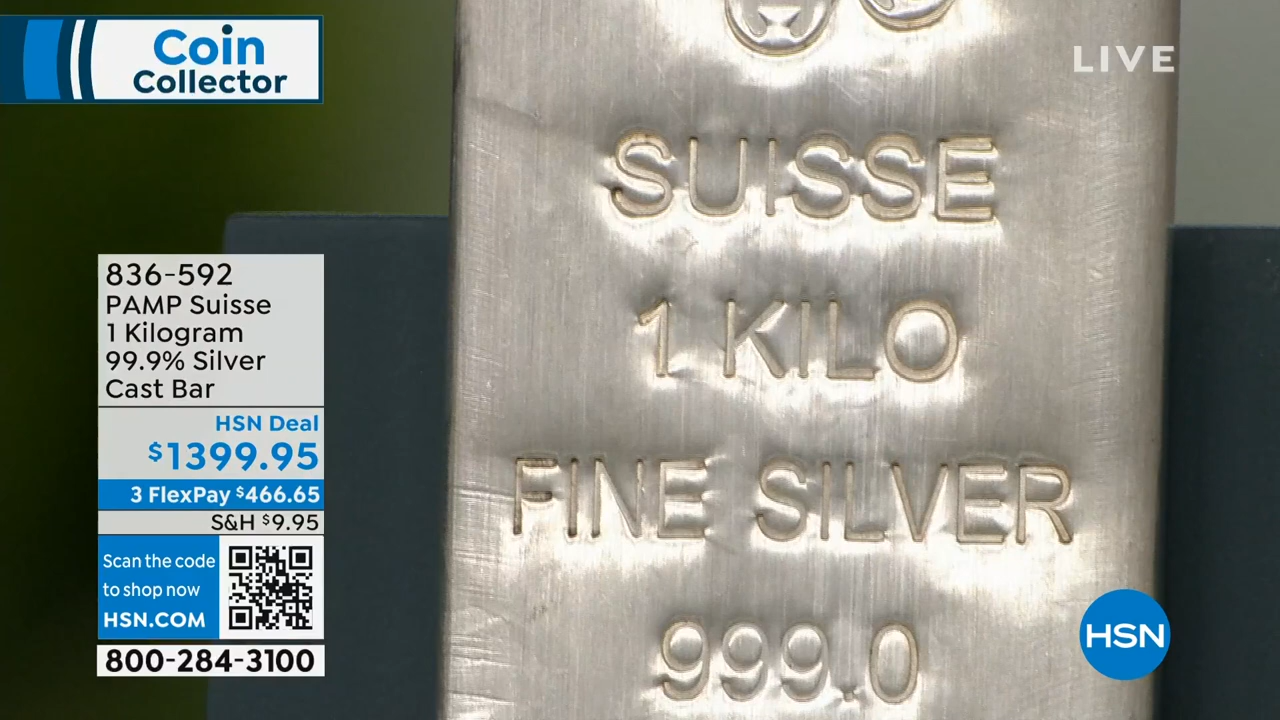 Coin
Collector
LIVE
SUISSE
1 KILO
FINE SILVER
999.0
836-592
PAMP Suisse
1 Kilogram
99.9% Silver
Cast Bar
HSN Deal
$1399.95
3 FlexPay $466.65
S&H $9.95
Scan the code
to shop now
HSN.COM
800-284-3100
HSN